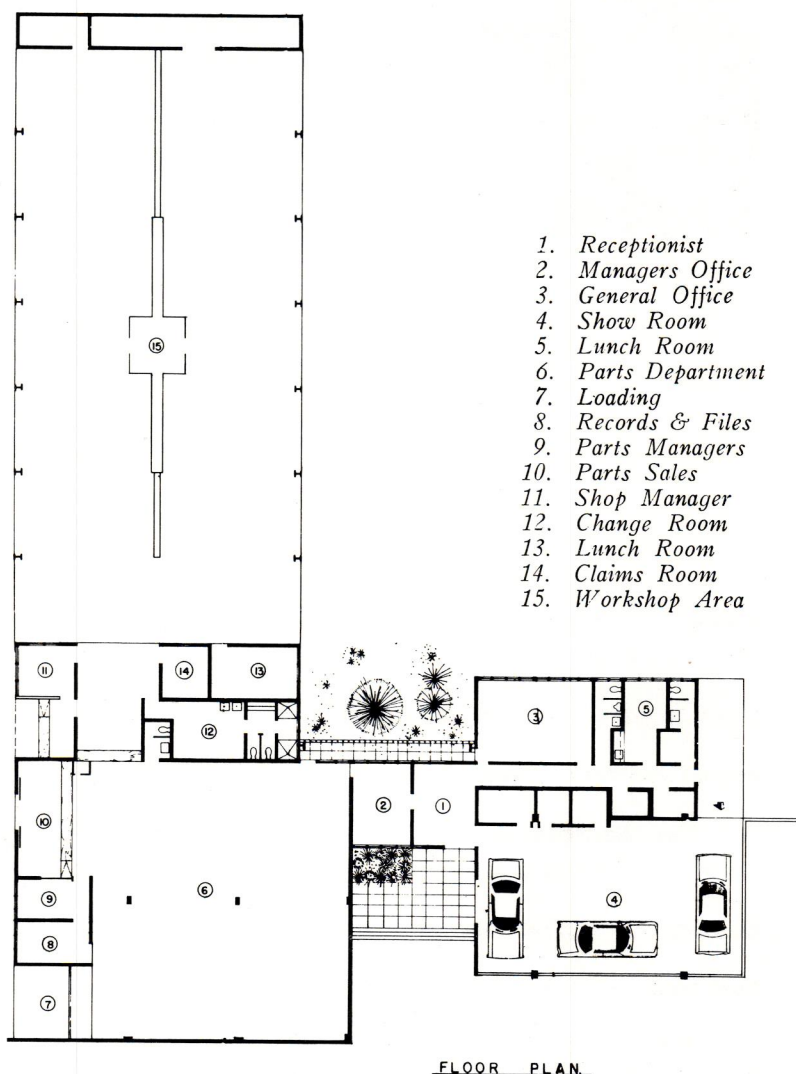 1. Receptionist
2. Managers Office
3. General Office
4. Show Room
5. Lunch Room
6. Parts Department
7. Loading
8. Records & Files
9. Parts Managers
10. Parts Sales
11. Shop Manager
12. Change Room
13. Lunch Room
14. Claims Room
15. Workshop Area
15
11
14
13
12
3
5
10
2
1
6
9
8
4
7
FLOOR PLAN.